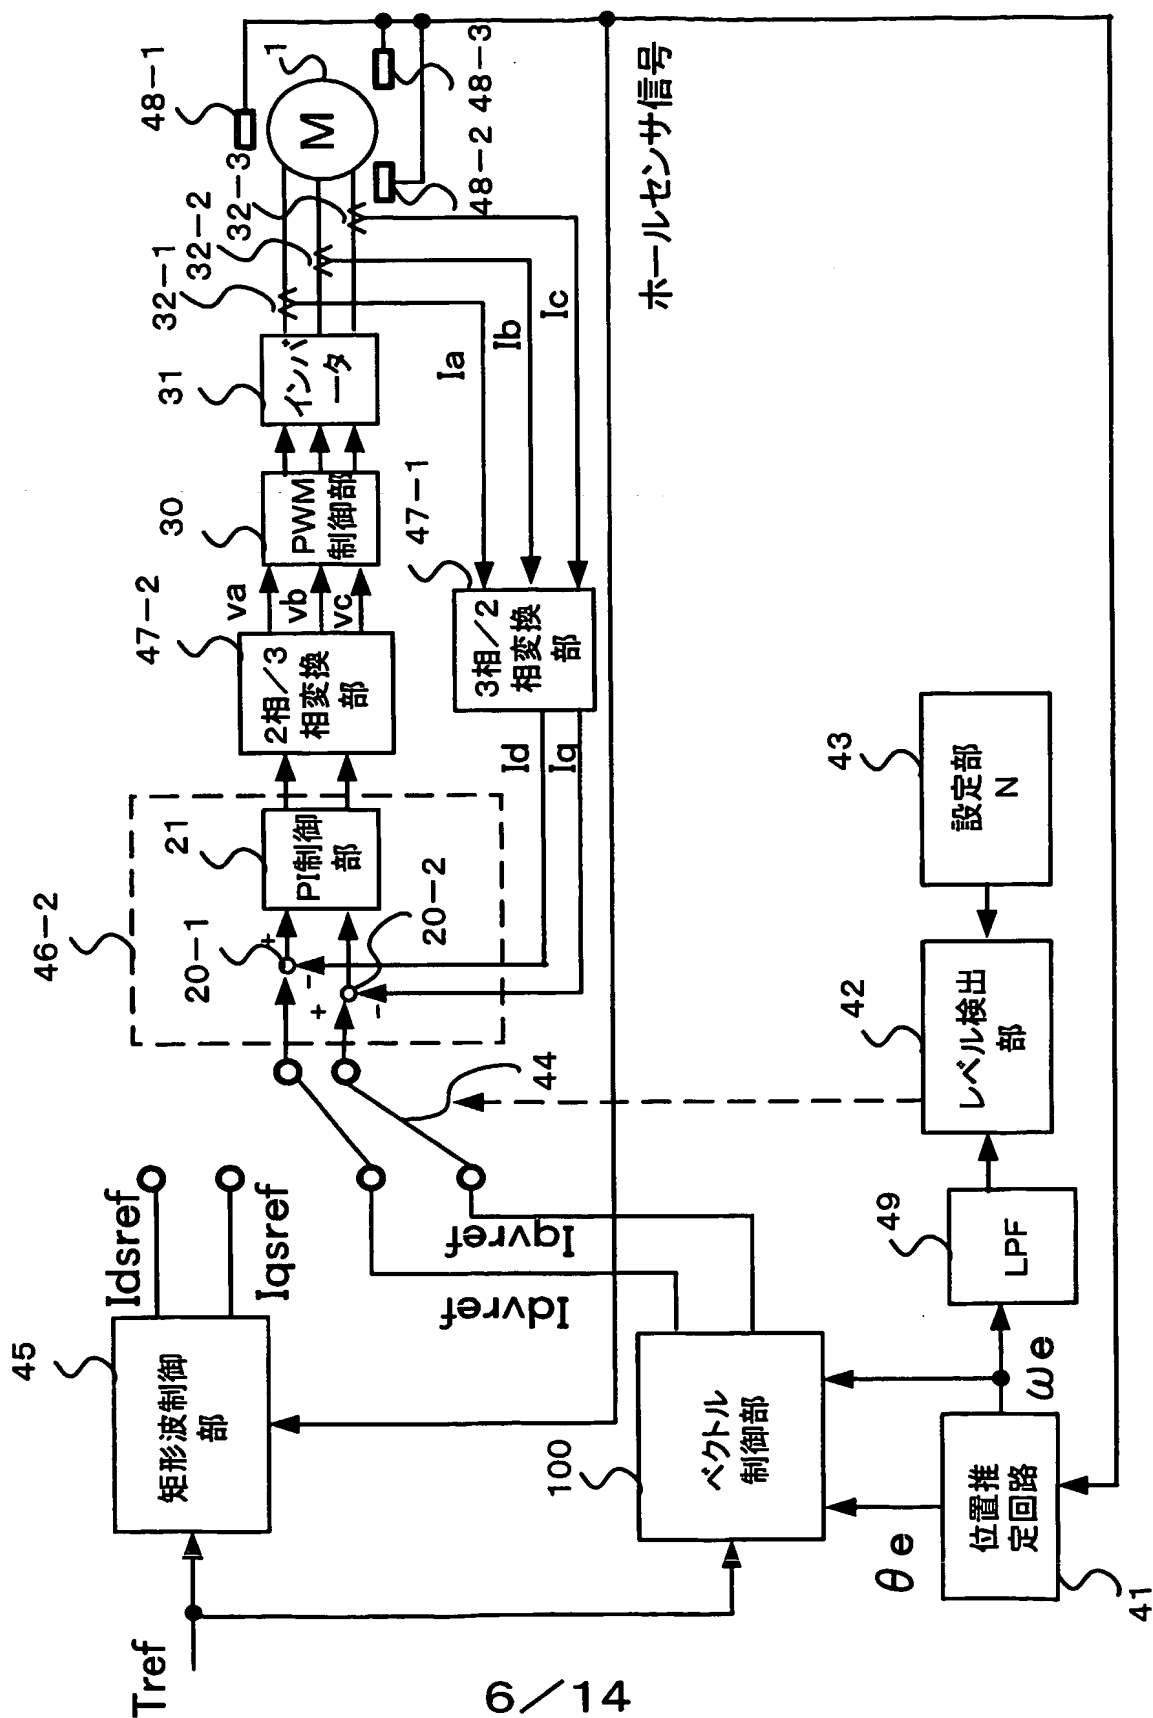 Tref
45
矩形波制御
部
Idsref
Iqsref
100
ベクトル
制御部
Idvref
Iqvref
θe
ωe
位置推
定回路
41
49
LPF
42
レベル検出
部
43
設定部
N
44
46-2
20-1
20-2
+
-
+
-
21
PI制御
部
47-2
2相/3
相変換
部
va
vb
vc
30
PWM
制御部
31
インバ
ータ
32-1
32-2
32-3
48-1
48-2
48-3
1
M
47-1
3相/2
相変換
部
Ia
Ib
Ic
Id
Iq
ホールセンサ信号
6/14